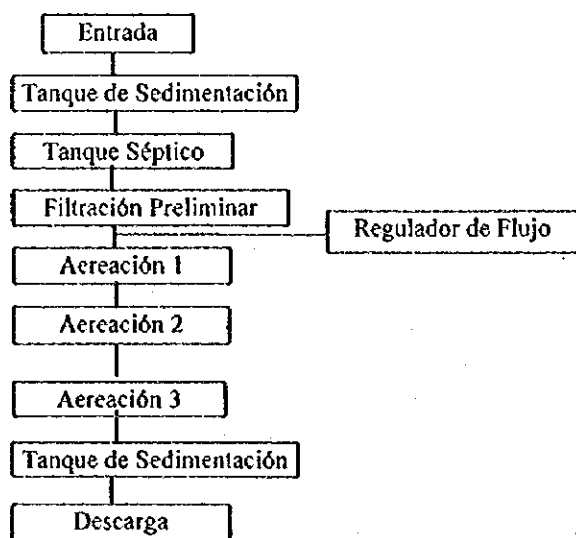 Entrada
Tanque de Sedimentación
Tanque Séptico
Filtración Preliminar
Regulador de Flujo
Aereación 1
Aereación 2
Aereación 3
Tanque de Sedimentación
Descarga